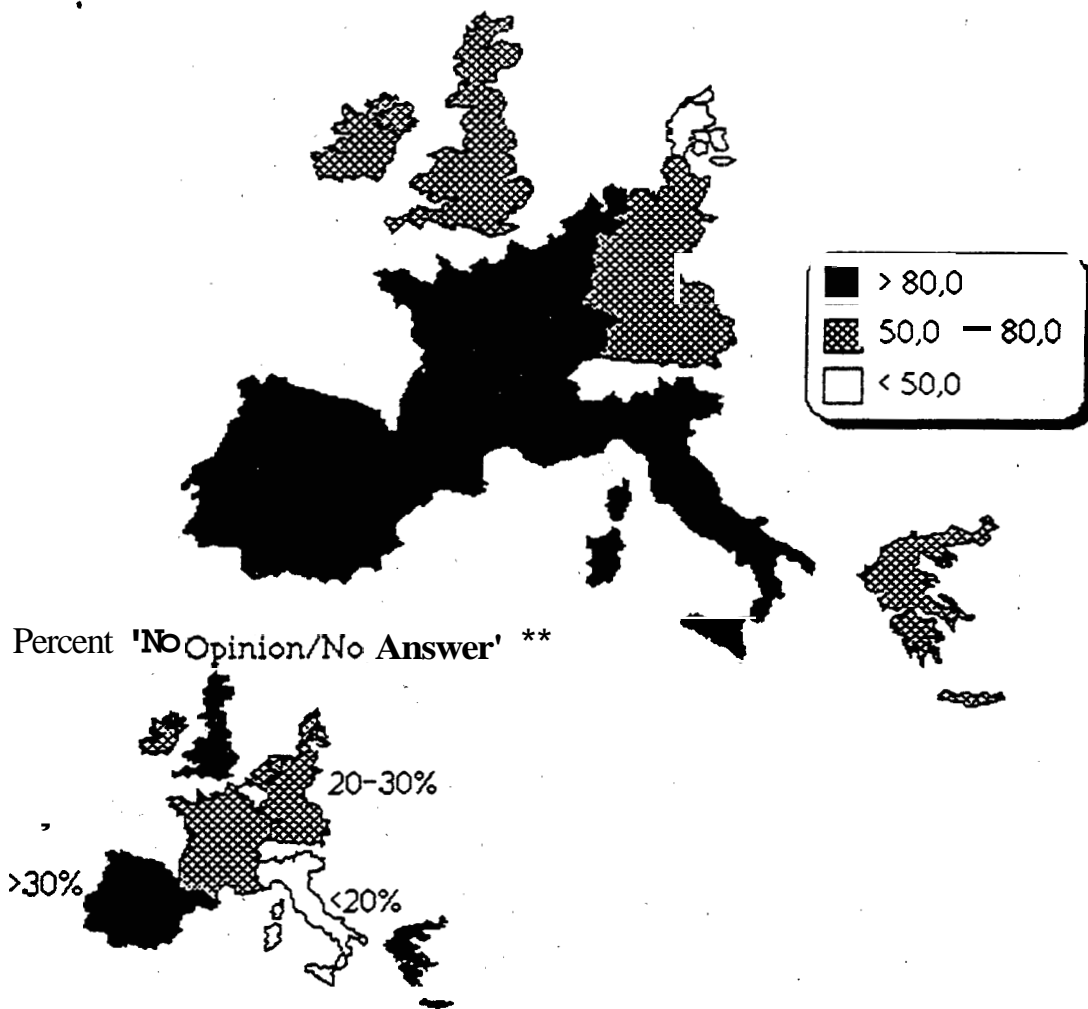 > 80,0
50,0 — 80,0
< 50,0
Percent 'No Opinion/No Answer' **
20-30%
>30%
<20%